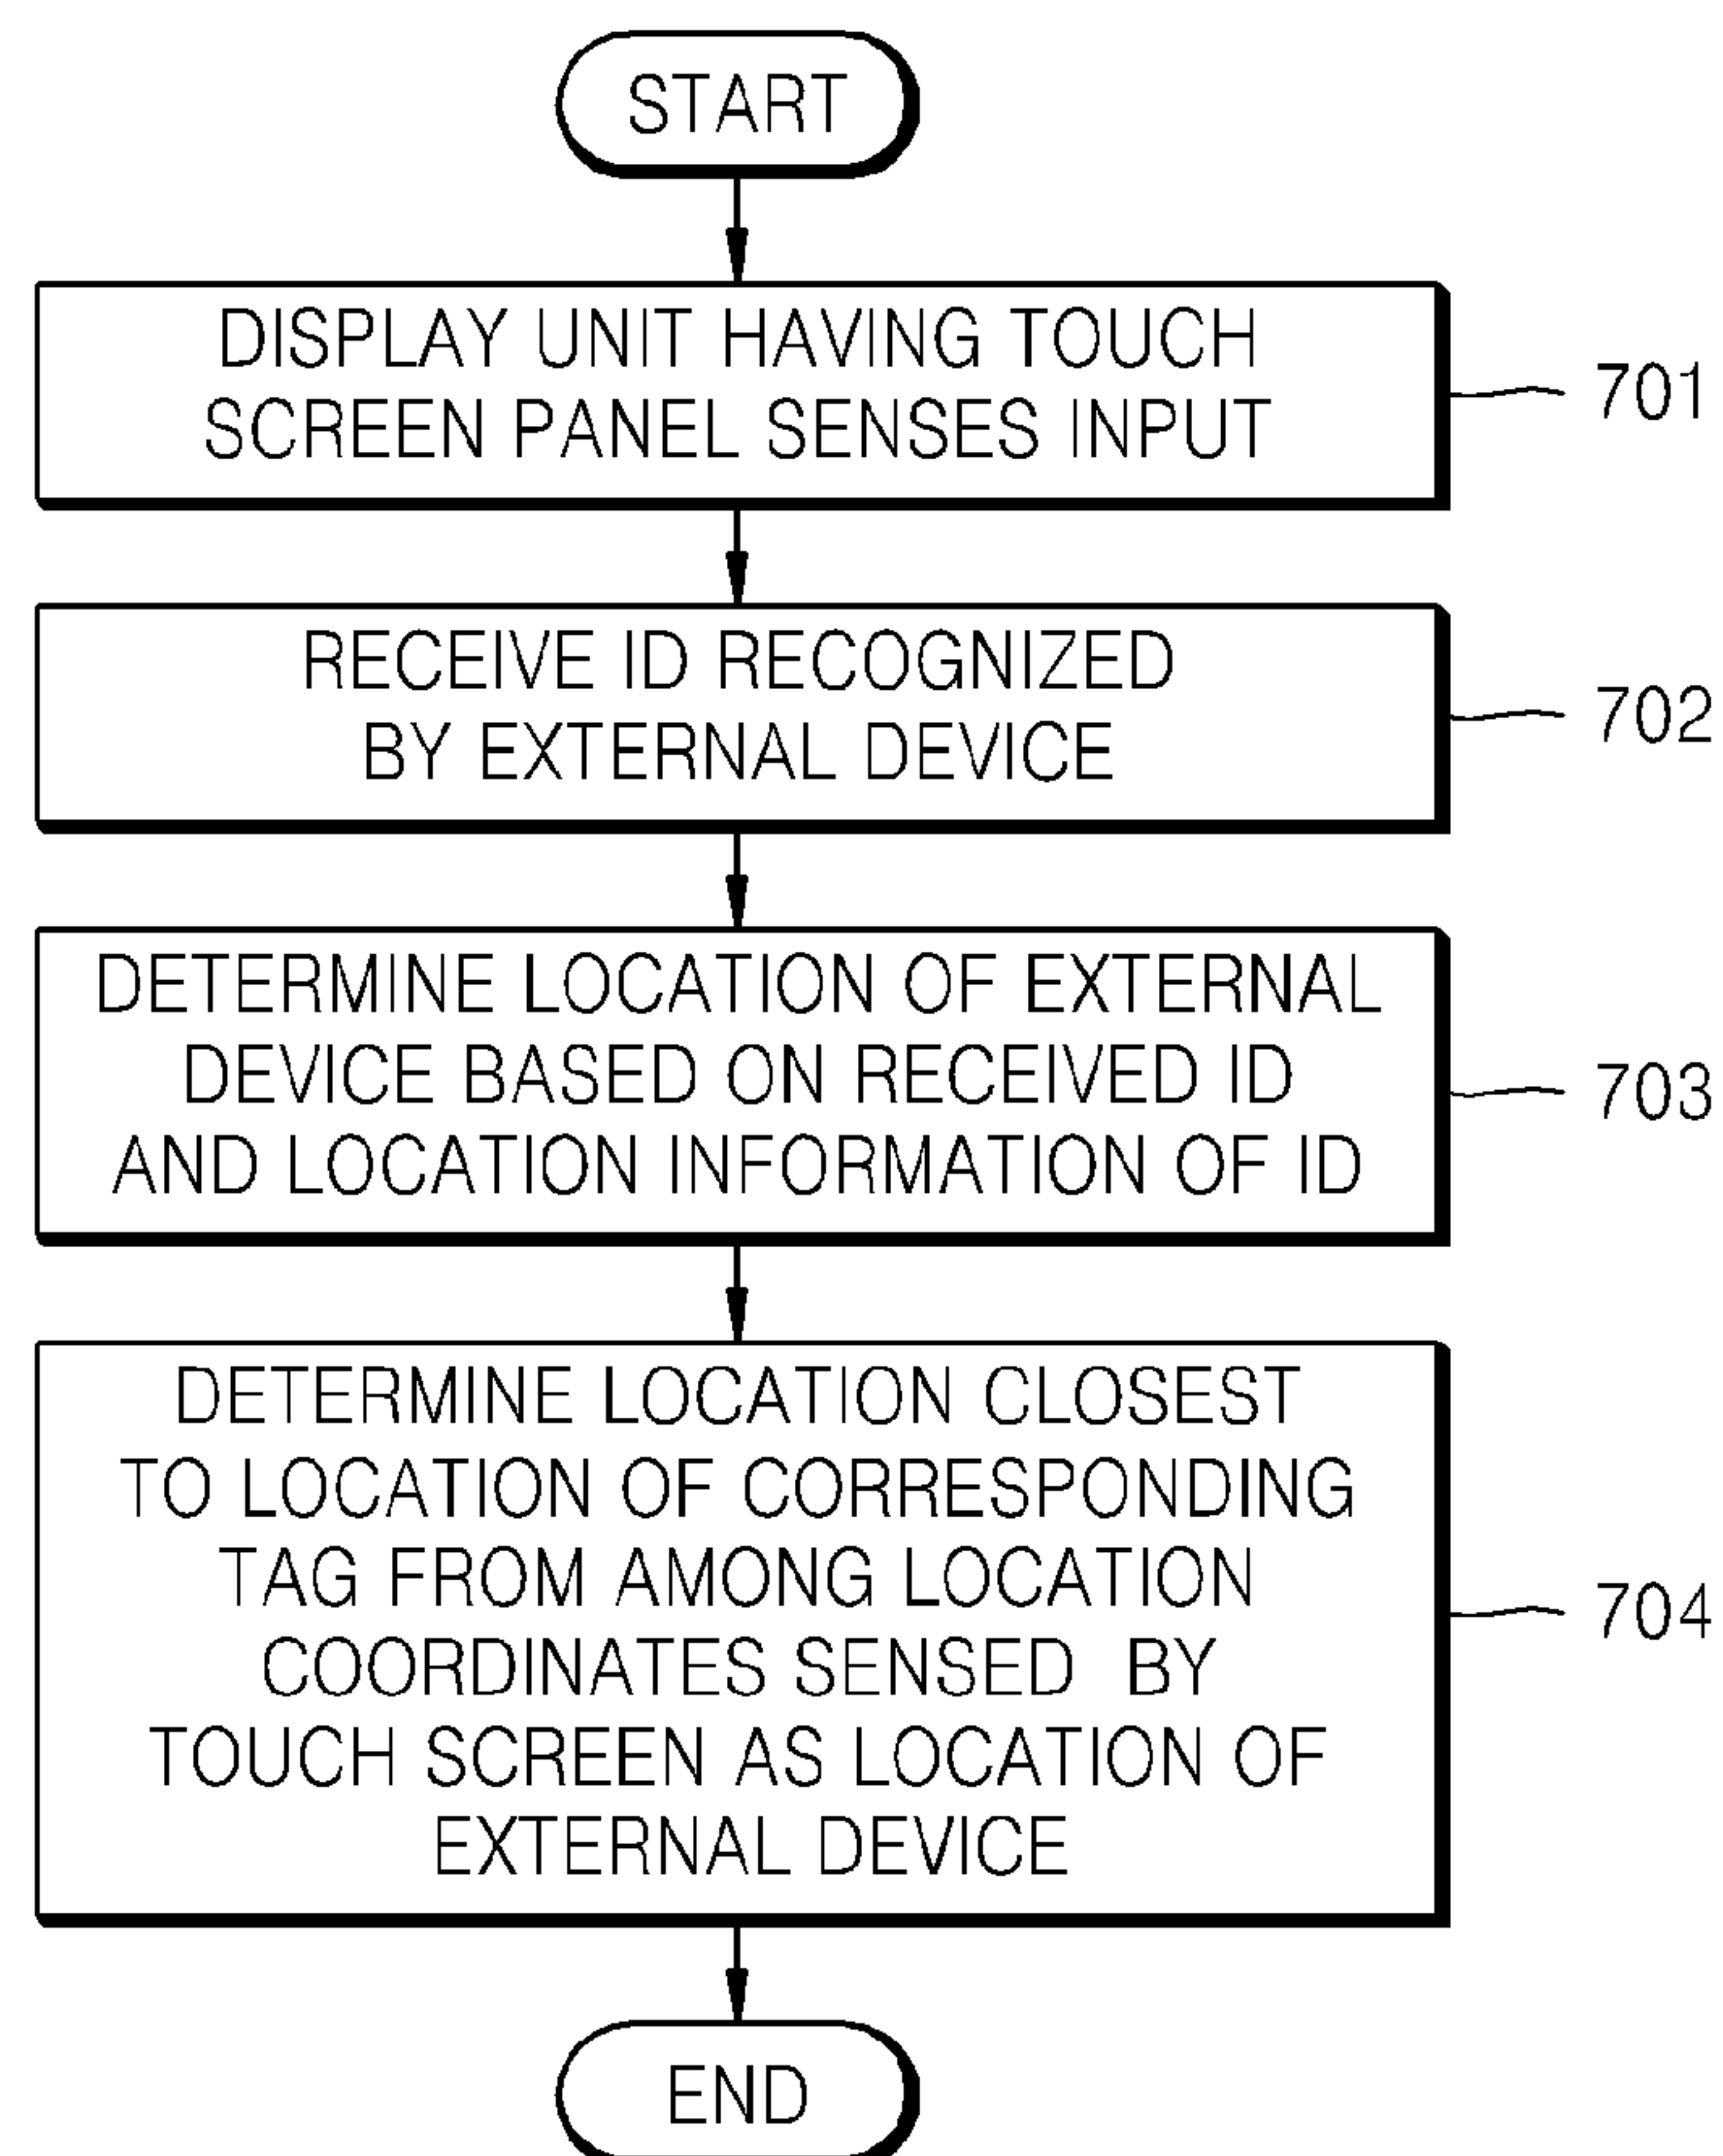 START
DISPLAY UNIT HAVING TOUCH
SCREEN PANEL SENSES INPUT
701
RECEIVE ID RECOGNIZED
BY EXTERNAL DEVICE
702
DETERMINE LOCATION OF EXTERNAL
DEVICE BASED ON RECEIVED ID
AND LOCATION INFORMATION OF ID
703
DETERMINE LOCATION CLOSEST
TO LOCATION OF CORRESPONDING
TAG FROM AMONG LOCATION
COORDINATES SENSED BY
TOUCH SCREEN AS LOCATION OF
EXTERNAL DEVICE
704
END